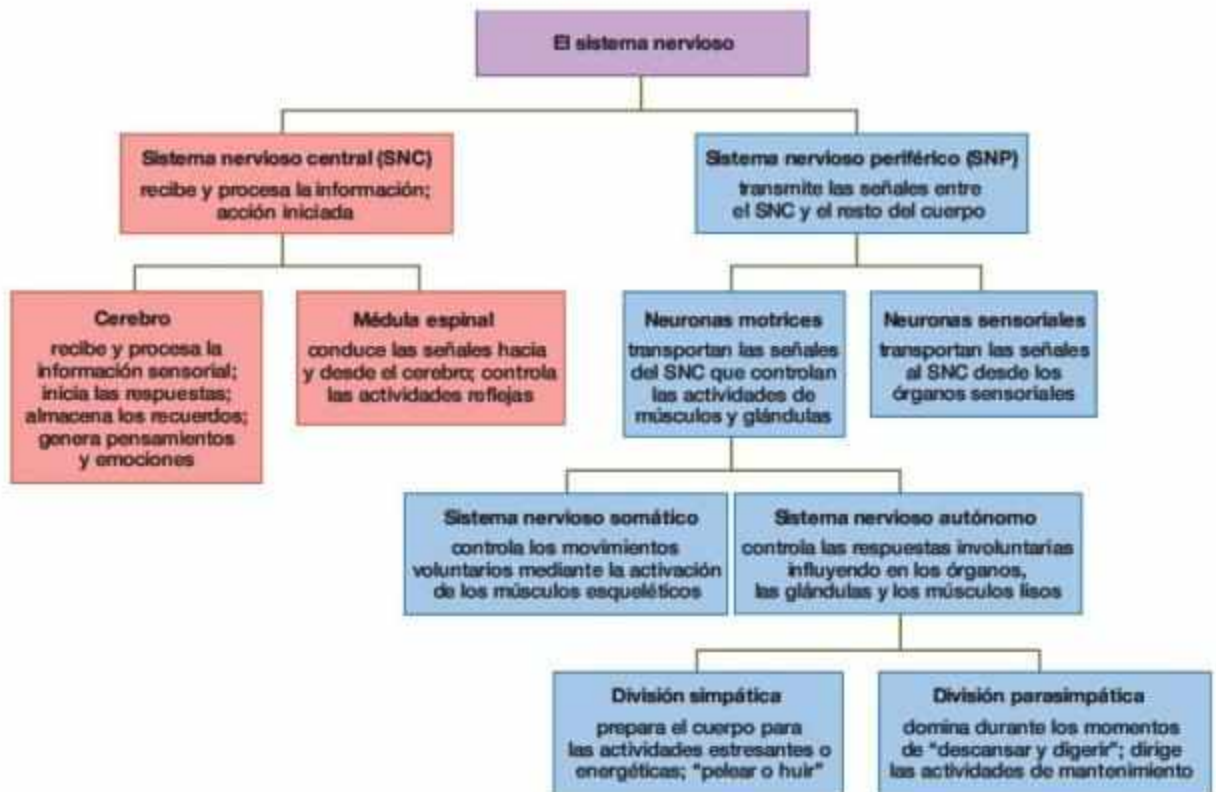 El sistema nervioso
Sistema nervioso central (SNC)
recibe y procesa la información;
acción iniciada
Sistema nervioso periférico (SNP)
transmite las señales entre
el SNC y el resto del cuerpo
Cerebro
recibe y procesa la
información sensorial;
inicia las respuestas;
almacena los recuerdos;
genera pensamientos
y emociones
Médula espinal
conduce las señales hacia
y desde el cerebro; controla
las actividades reflejas
Neuronas motrices
transportan las señales
del SNC que controlan
las actividades de
músculos y glándulas
Neuronas sensoriales
transportan las señales
al SNC desde los
órganos sensoriales
Sistema nervioso somático
controla los movimientos
voluntarios mediante la activación
de los músculos esqueléticos
Sistema nervioso autónomo
controla las respuestas involuntarias
influyendo en los órganos,
las glándulas y los músculos lisos
División simpática
prepara el cuerpo para
las actividades estresantes o
energéticas; "pelear o huir"
División parasimpática
domina durante los momentos
de "descansar y digerir"; dirige
las actividades de mantenimiento